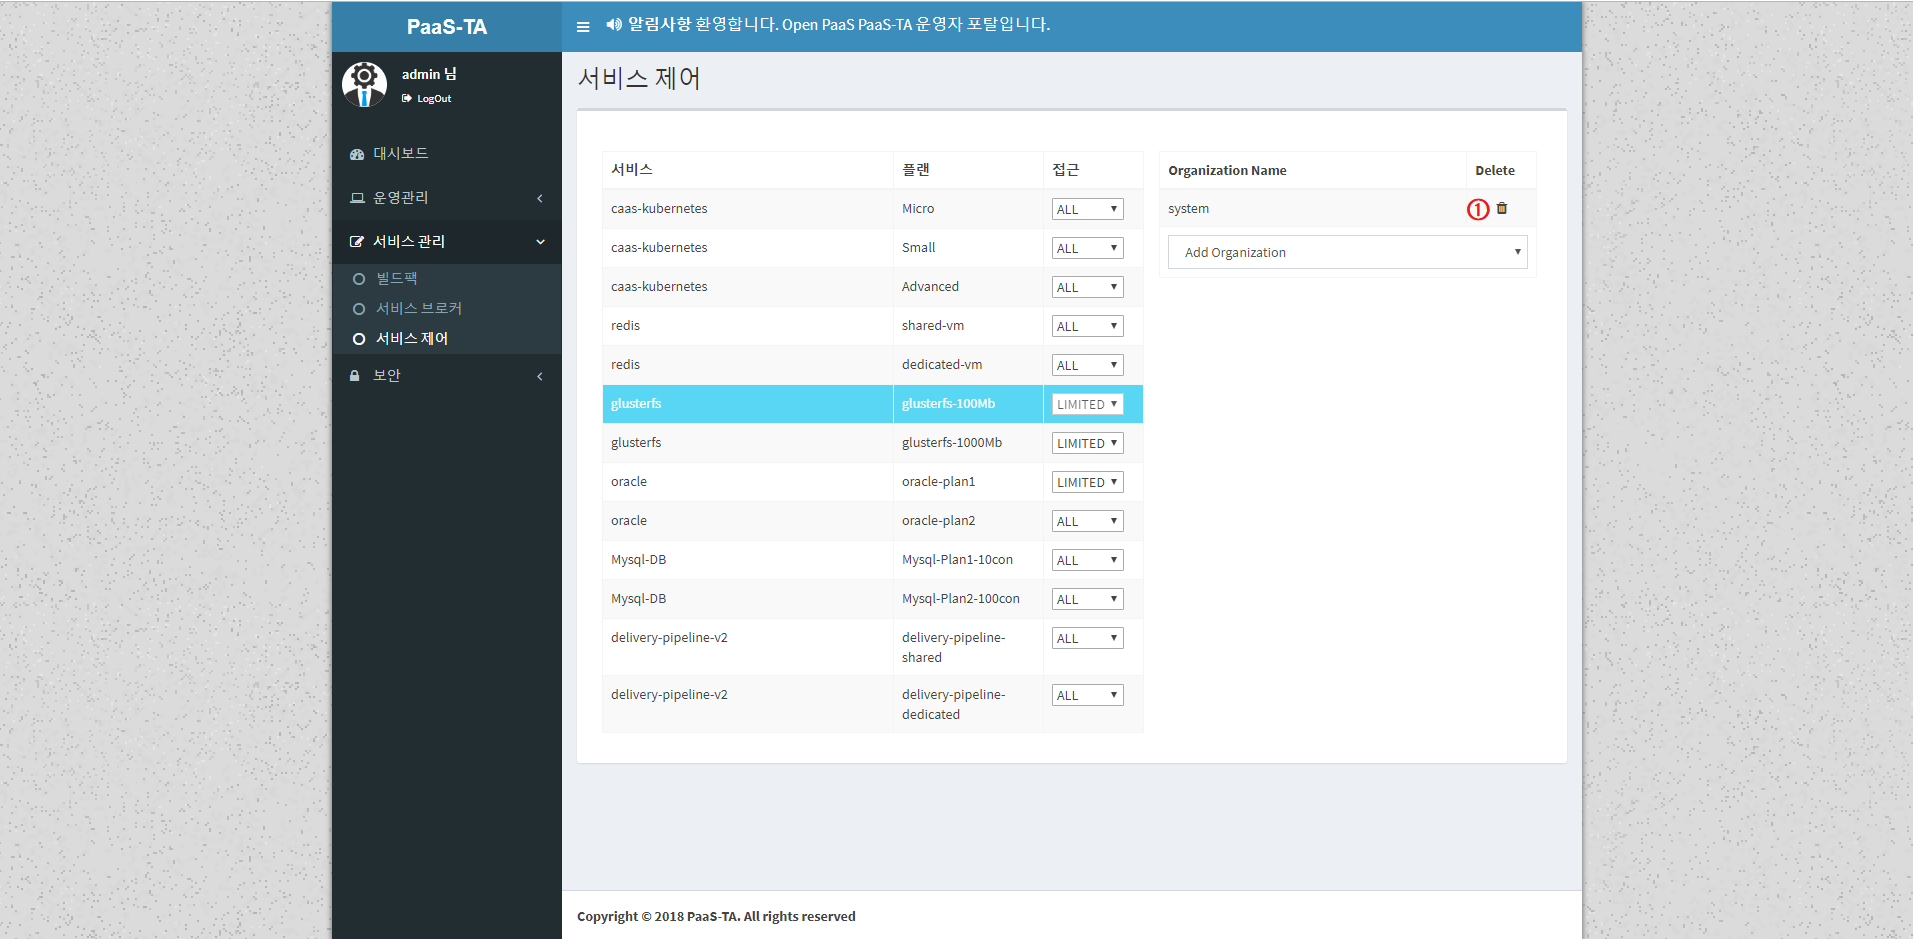 PaaS-TA
알림사항 환영합니다. Open PaaS PaaS-TA 운영자 포탈입니다.
admin 님
LogOut
대시보드
운영관리
서비스 관리
빌드팩
서비스 브로커
서비스 제어
보안
서비스 제어
서비스 플랜 접근
caas-kubernetes Micro ALL
caas-kubernetes Small ALL
caas-kubernetes Advanced ALL
redis shared-vm ALL
redis dedicated-vm ALL
glusterfs glusterfs-100Mb LIMITED
glusterfs glusterfs-1000Mb LIMITED
oracle oracle-plan1 LIMITED
oracle oracle-plan2 ALL
Mysql-DB Mysql-Plan1-10con ALL
Mysql-DB Mysql-Plan2-100con ALL
delivery-pipeline-v2 delivery-pipeline- ALL
shared
delivery-pipeline-v2 delivery-pipeline- ALL
dedicated
Organization Name Delete
system ①
Add Organization
Copyright © 2018 PaaS-TA. All rights reserved